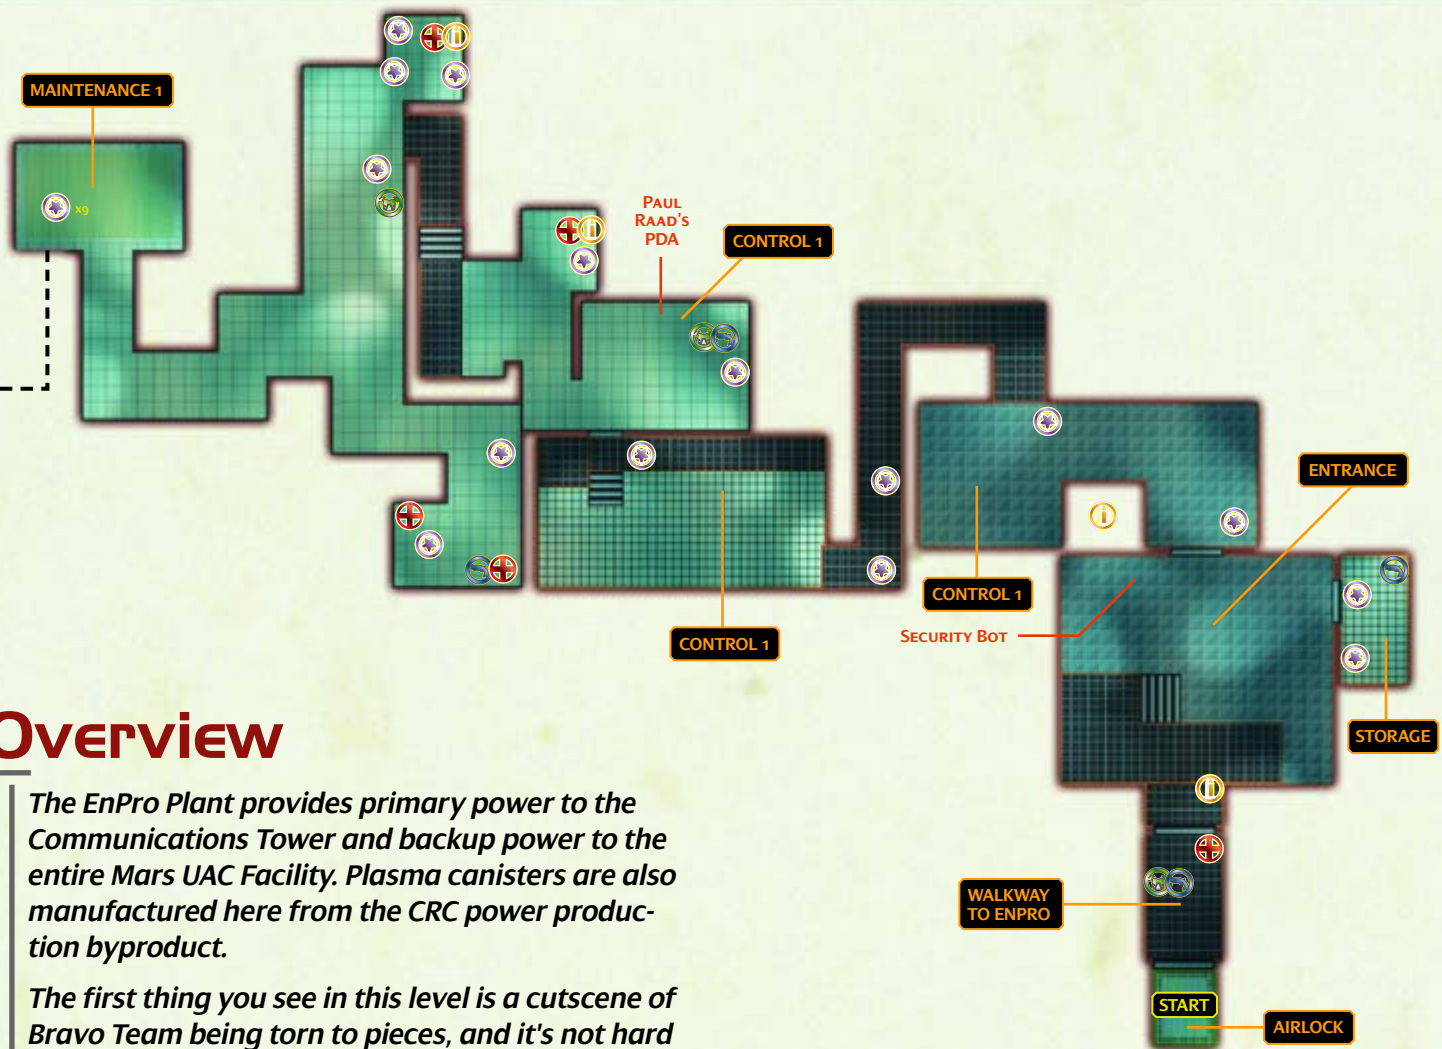 MAINTENANCE 1
x9
PAUL
RAAD'S
PDA
CONTROL 1
ENTRANCE
CONTROL 1
SECURITY BOT
CONTROL 1
STORAGE
WALKWAY
TO ENPRO
START
AIRLOCK
Overview
The EnPro Plant provides primary power to the
Communications Tower and backup power to the
entire Mars UAC Facility. Plasma canisters are also
manufactured here from the CRC power produc-
tion byproduct.
The first thing you see in this level is a cutscene of
Bravo Team being torn to pieces, and it's not hard